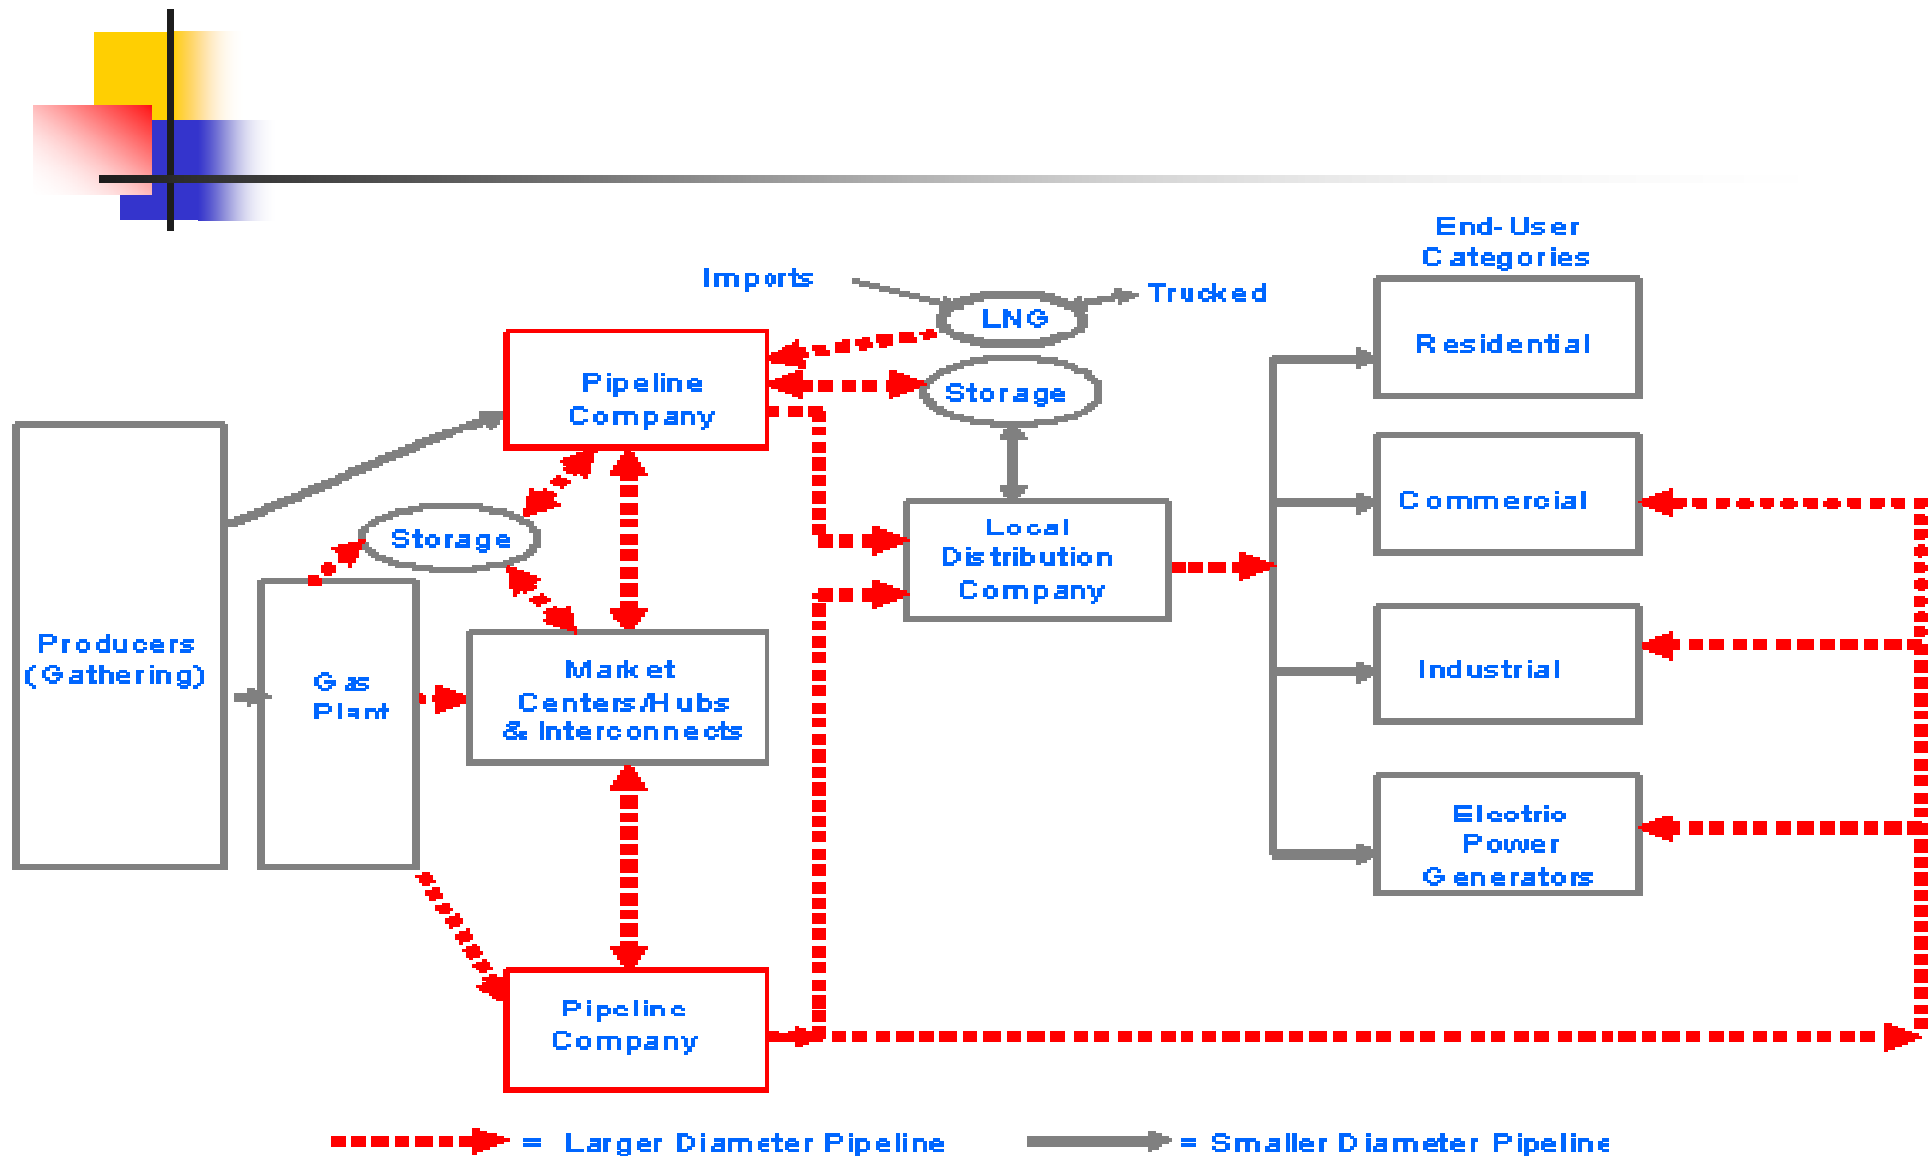 End-User
Categories
Imports
Trucked
LNG
Residential
Pipeline
Company
Storage
Commercial
Storage
Local
Distribution
Company
Producers
(Gathering)
Gas
Plant
Market
Centers/Hubs
& Interconnects
Industrial
Electric
Power
Generators
Pipeline
Company
= Larger Diameter Pipeline
= Smaller Diameter Pipeline